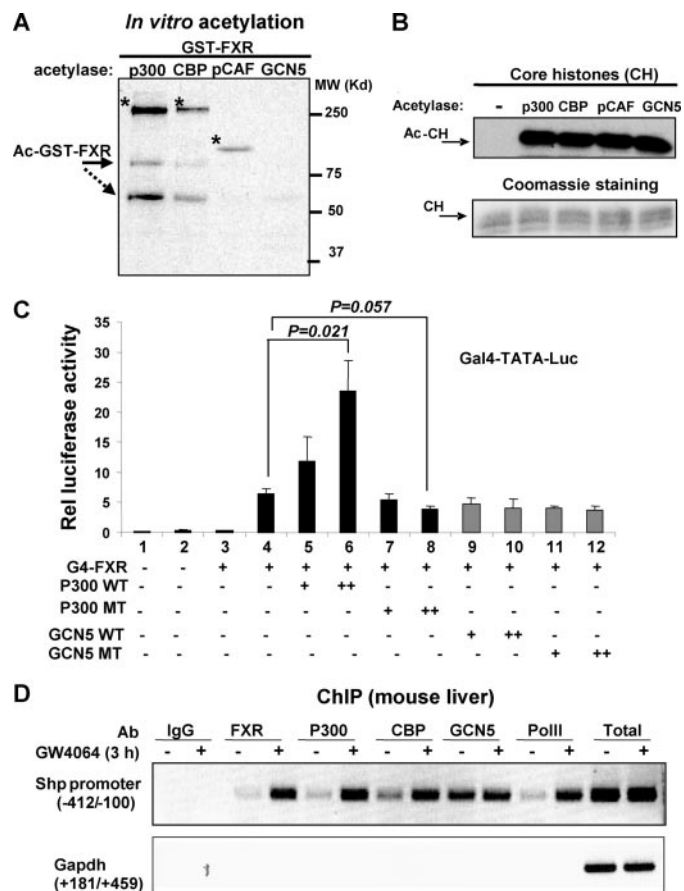 A
In vitro acetylation
GST-FXR
acetylase: p300 CBP pCAF GCN5
MW (Kd)
* * *
250
Ac-GST-FXR
75
50
37
B
Core histones (CH)
Acetylase: - p300 CBP pCAF GCN5
Ac-CH
Coomassie staining
CH
C
P=0.057
P=0.021
Gal4-TATA-Luc
Rel luciferase activity
35
30
25
20
15
10
5
0
1 2 3 4 5 6 7 8 9 10 11 12
G4-FXR - - + + + + + + + + + +
P300 WT - - - - + ++ - - - - - -
P300 MT - - - - - - + ++ - - - -
GCN5 WT - - - - - - - - + ++ - -
GCN5 MT - - - - - - - - - - + ++
D
ChIP (mouse liver)
Ab IgG FXR P300 CBP GCN5 PolII Total
GW4064 (3 h) - + - + - + - + - + - + - +
Shp promoter
(-412/-100)
Gapdh
(+181/+459)